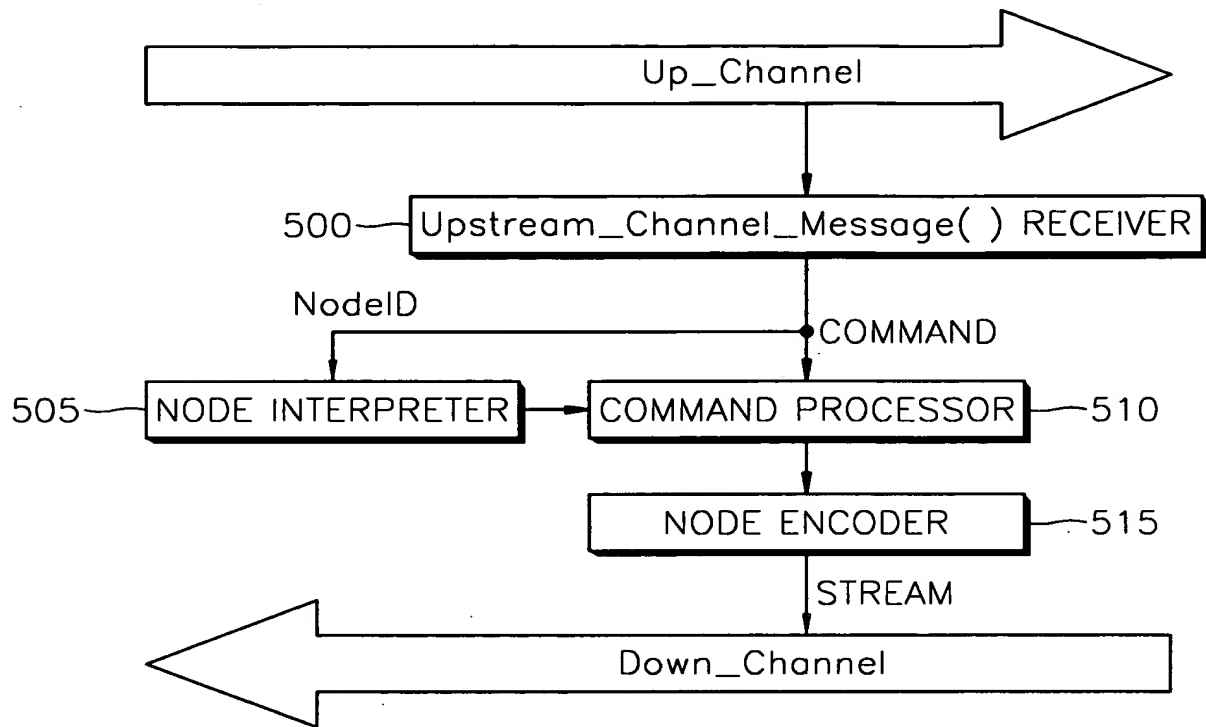 Up_Channel
500
Upstream_Channel_Message( ) RECEIVER
NodeID
COMMAND
505
NODE INTERPRETER
COMMAND PROCESSOR
510
NODE ENCODER
515
STREAM
Down_Channel